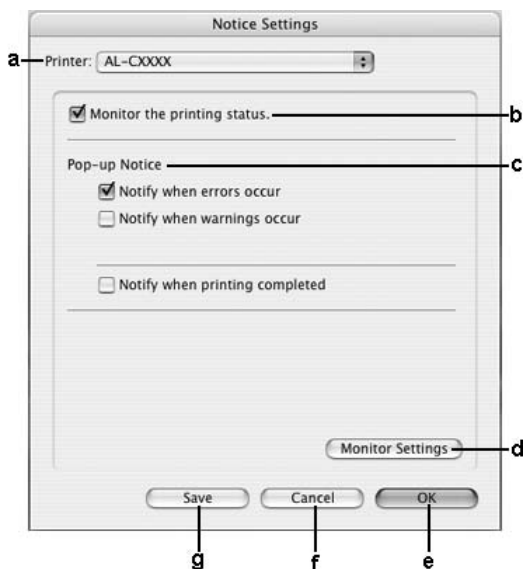 Notice Settings
a Printer: AL-CXXXX
Monitor the printing status. b
Pop-up Notice c
Notify when errors occur
Notify when warnings occur
Notify when printing completed
Monitor Settings d
Save Cancel OK
g f e